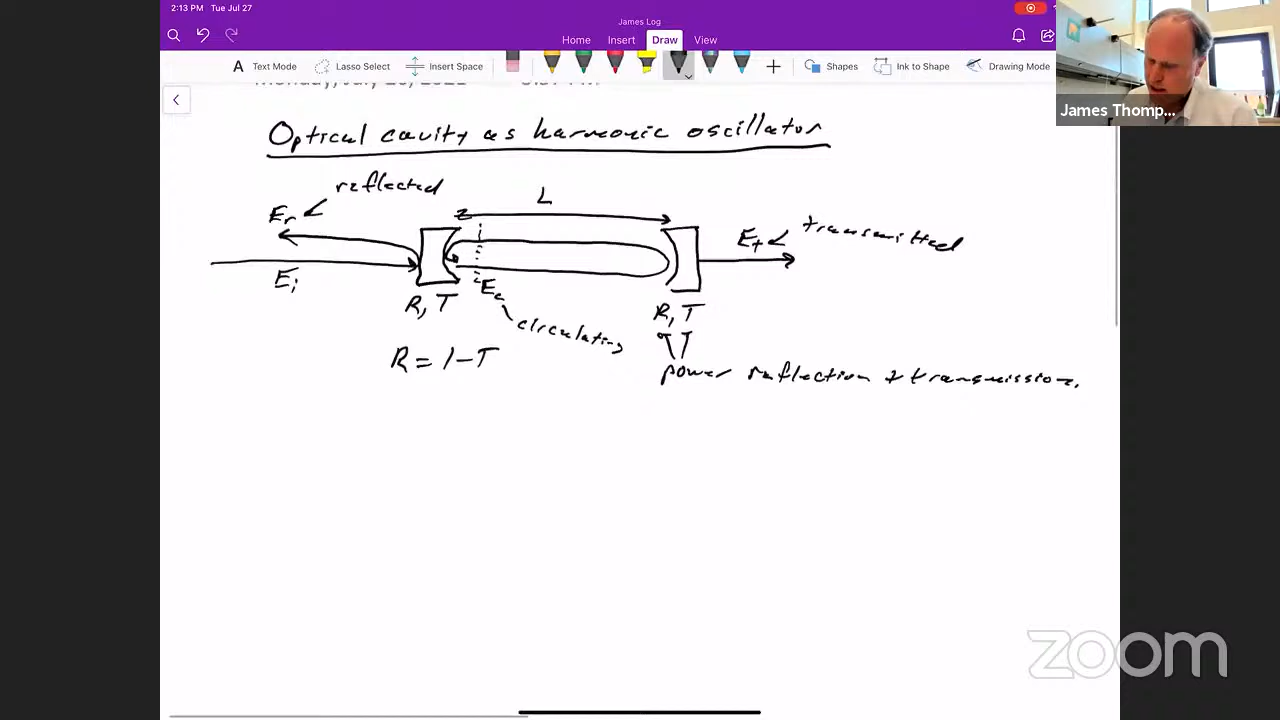 2:13 PM Tue Jul 27
James Log
Home Insert Draw View
Text Mode Lasso Select Insert Space Shapes Ink to Shape Drawing Mode
James Thomp...
Optical cavity as harmonic oscillator
reflected
L
Er
transmitted
Et
Ei
Ec
R, T
R, T
circulating
R = 1-T
power reflection & transmission.
zoom